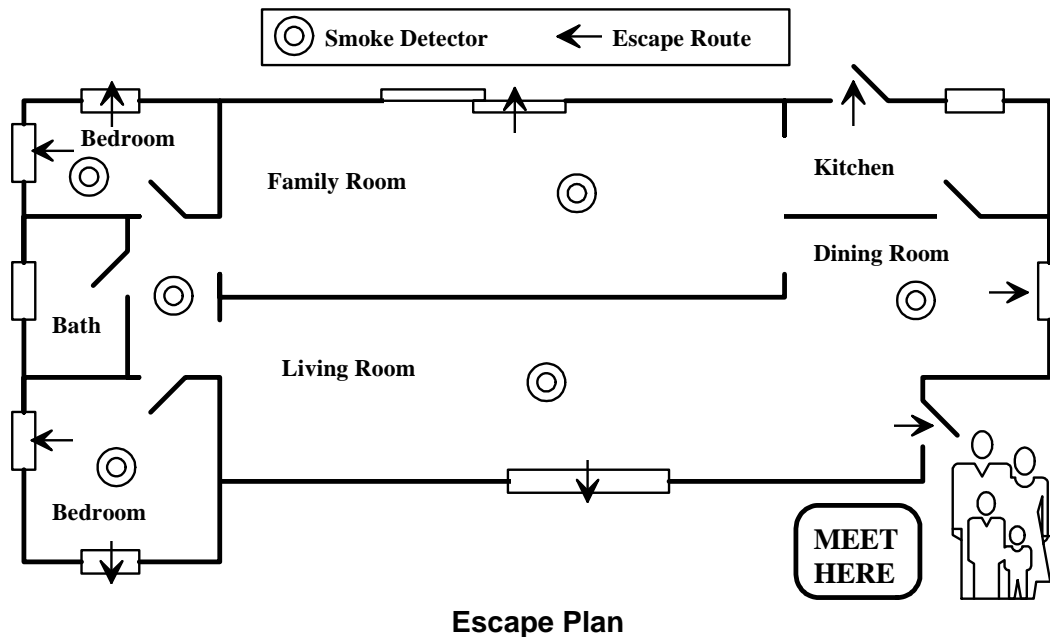 Smoke Detector
Escape Route
Bedroom
Family Room
Kitchen
Dining Room
Bath
Living Room
Bedroom
MEET
HERE
Escape Plan